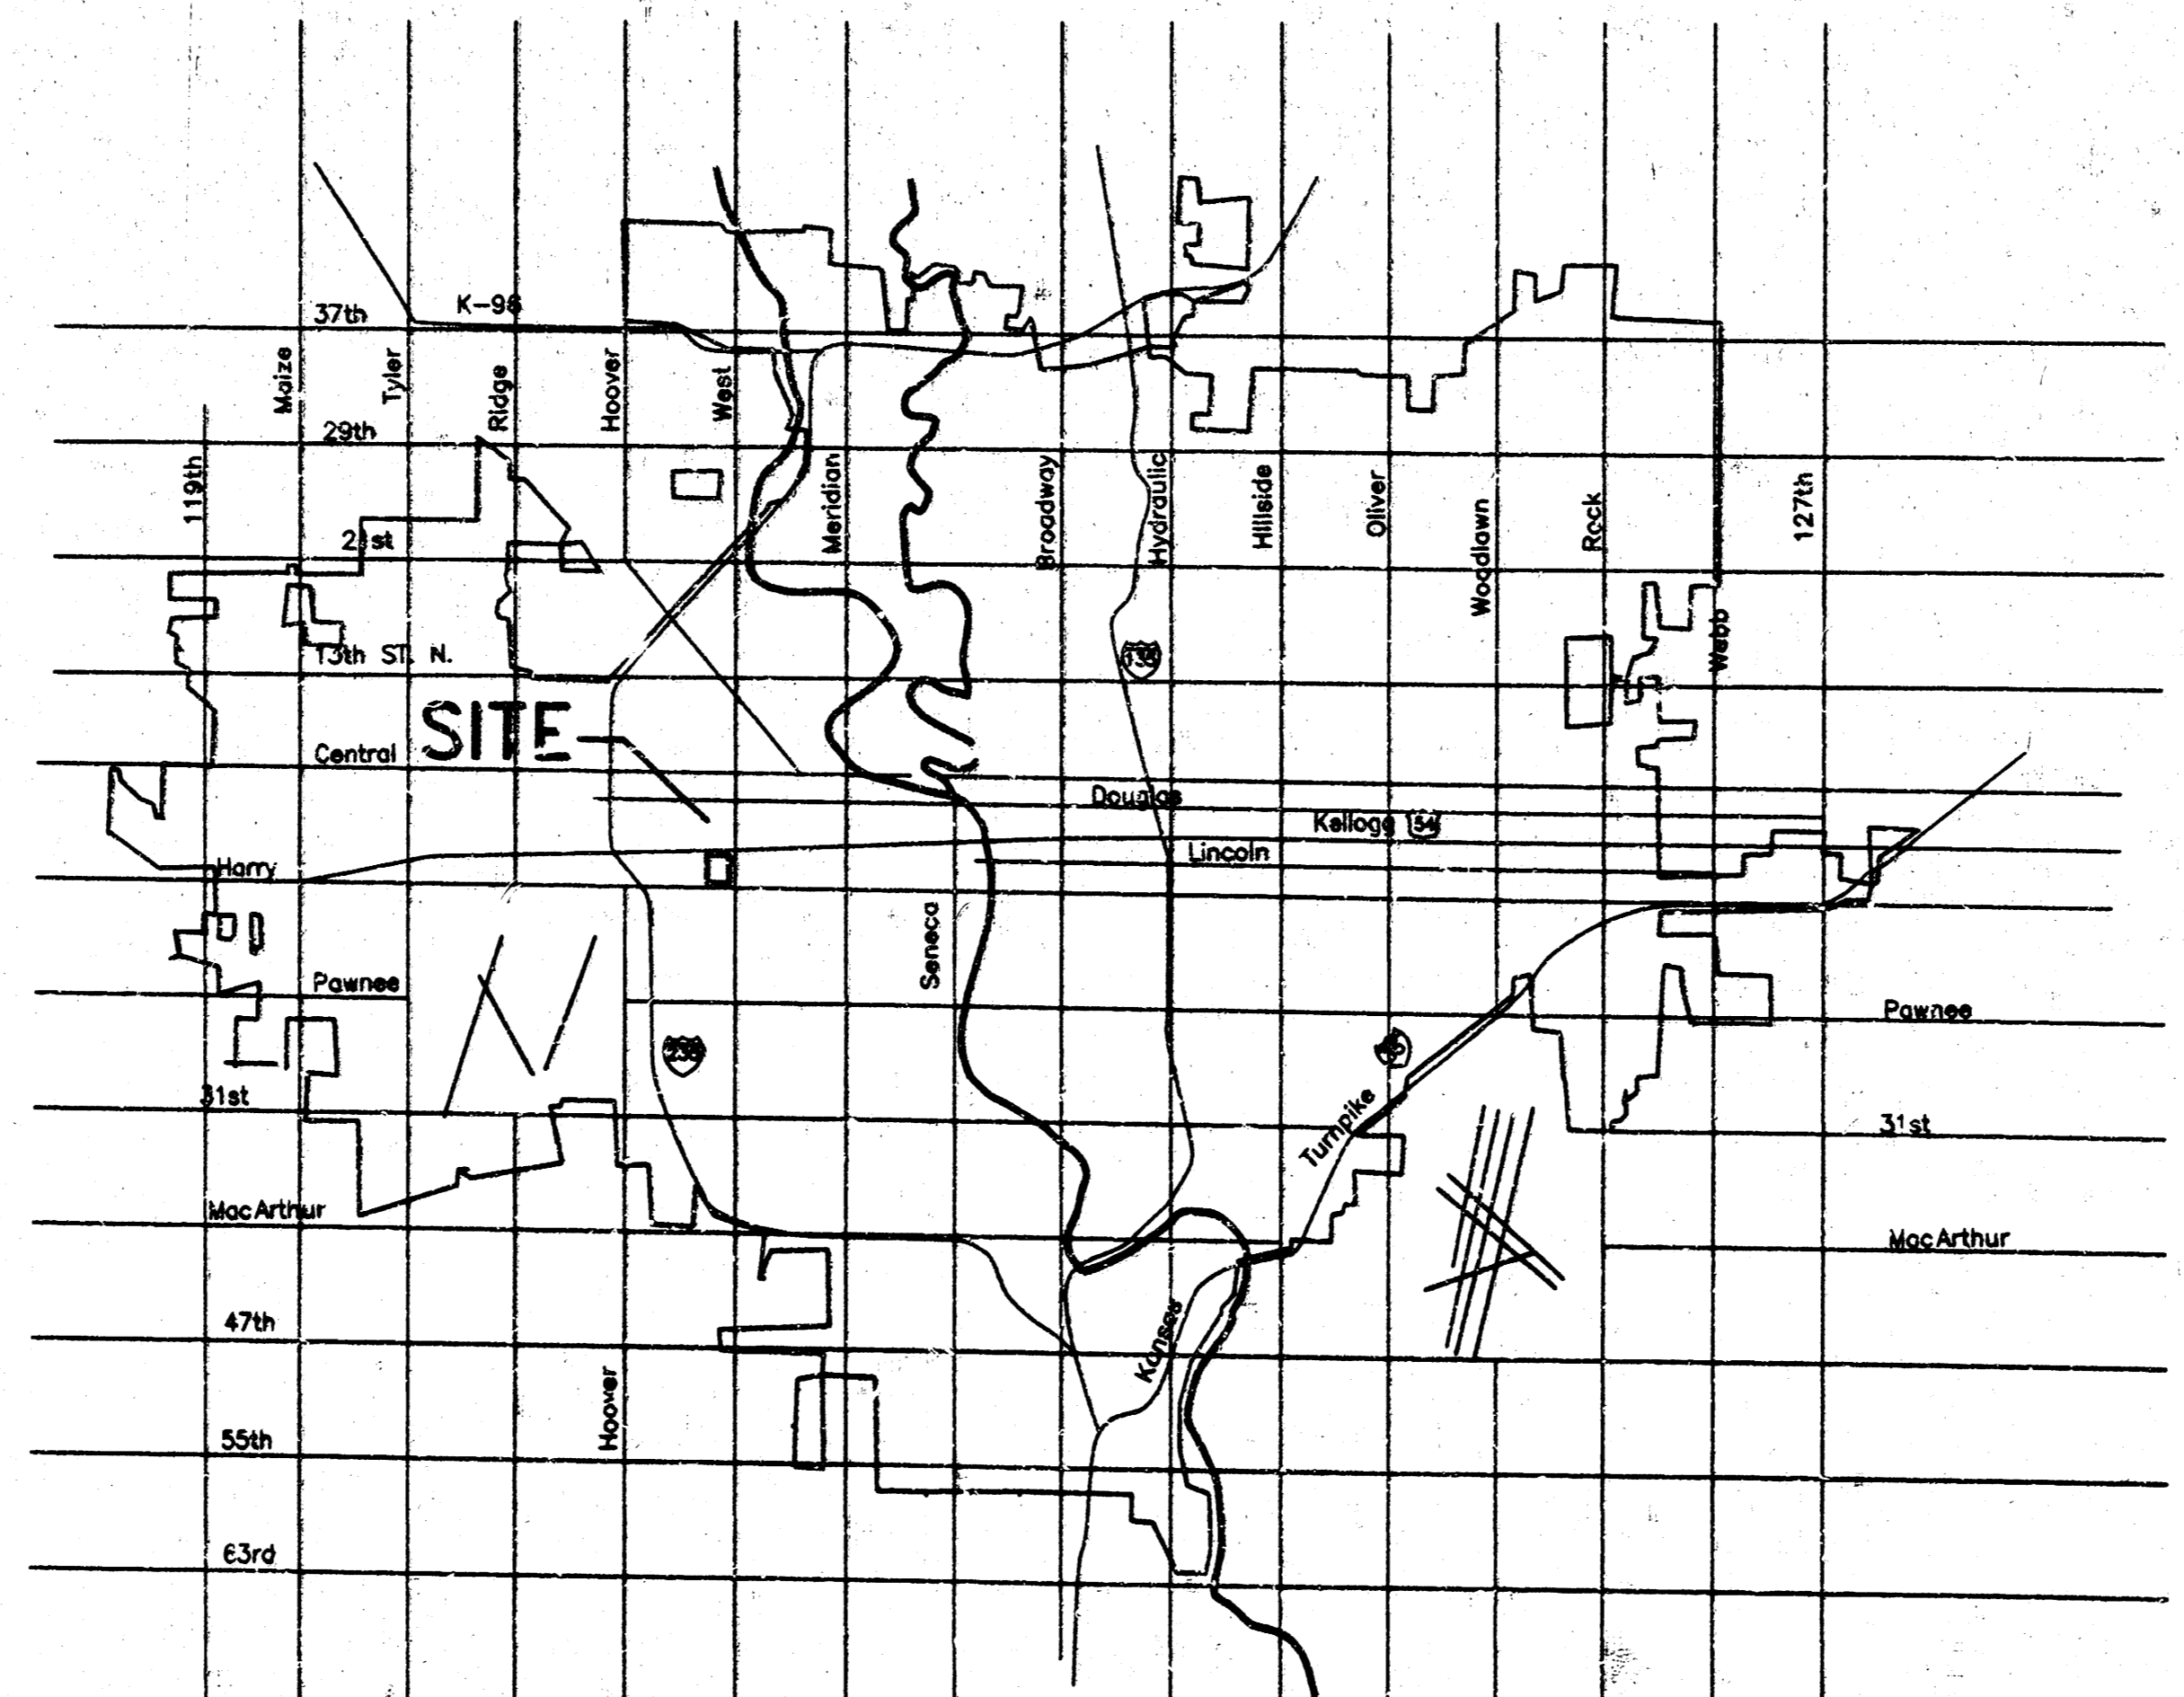 K-96
37th
Maize
Tyler
Ridge
Hoover
West
29th
119th
Meridian
Broadway
Hydraulic
Hillside
Oliver
Woodlawn
Rock
127th
21st
Webb
13th ST. N.
135
SITE
Central
Douglas
Kellogg 54
Lincoln
Harry
Seneca
Pawnee
Pawnee
235
35
Turnpike
31st
31st
MacArthur
MacArthur
47th
Kansas
Hoover
55th
63rd